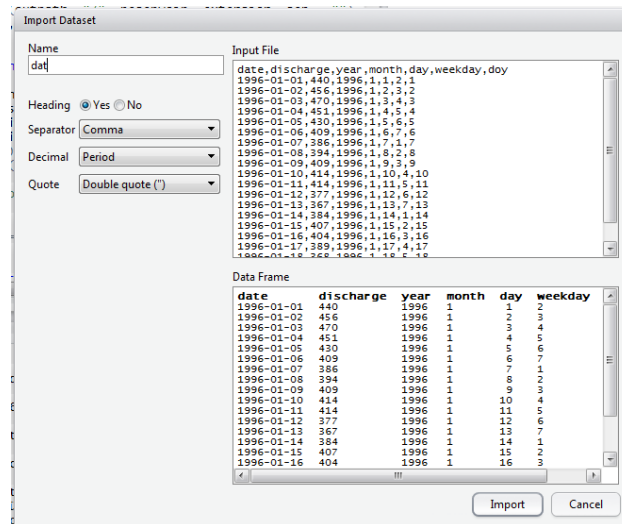 Import Dataset
Name
dat
Heading Yes No
Separator Comma
Decimal Period
Quote Double quote (")
Input File
date,discharge,year,month,day,weekday,doy
1996-01-01,440,1996,1,1,2,1
1996-01-02,456,1996,1,2,3,2
1996-01-03,470,1996,1,3,4,3
1996-01-04,451,1996,1,4,5,4
1996-01-05,430,1996,1,5,6,5
1996-01-06,409,1996,1,6,7,6
1996-01-07,386,1996,1,7,1,7
1996-01-08,394,1996,1,8,2,8
1996-01-09,409,1996,1,9,3,9
1996-01-10,414,1996,1,10,4,10
1996-01-11,414,1996,1,11,5,11
1996-01-12,377,1996,1,12,6,12
1996-01-13,367,1996,1,13,7,13
1996-01-14,384,1996,1,14,1,14
1996-01-15,407,1996,1,15,2,15
1996-01-16,404,1996,1,16,3,16
1996-01-17,389,1996,1,17,4,17
1996-01-18,368,1996,1,18,5,18
Data Frame
date discharge year month day weekday
1996-01-01 440 1996 1 1 2
1996-01-02 456 1996 1 2 3
1996-01-03 470 1996 1 3 4
1996-01-04 451 1996 1 4 5
1996-01-05 430 1996 1 5 6
1996-01-06 409 1996 1 6 7
1996-01-07 386 1996 1 7 1
1996-01-08 394 1996 1 8 2
1996-01-09 409 1996 1 9 3
1996-01-10 414 1996 1 10 4
1996-01-11 414 1996 1 11 5
1996-01-12 377 1996 1 12 6
1996-01-13 367 1996 1 13 7
1996-01-14 384 1996 1 14 1
1996-01-15 407 1996 1 15 2
1996-01-16 404 1996 1 16 3
Import Cancel